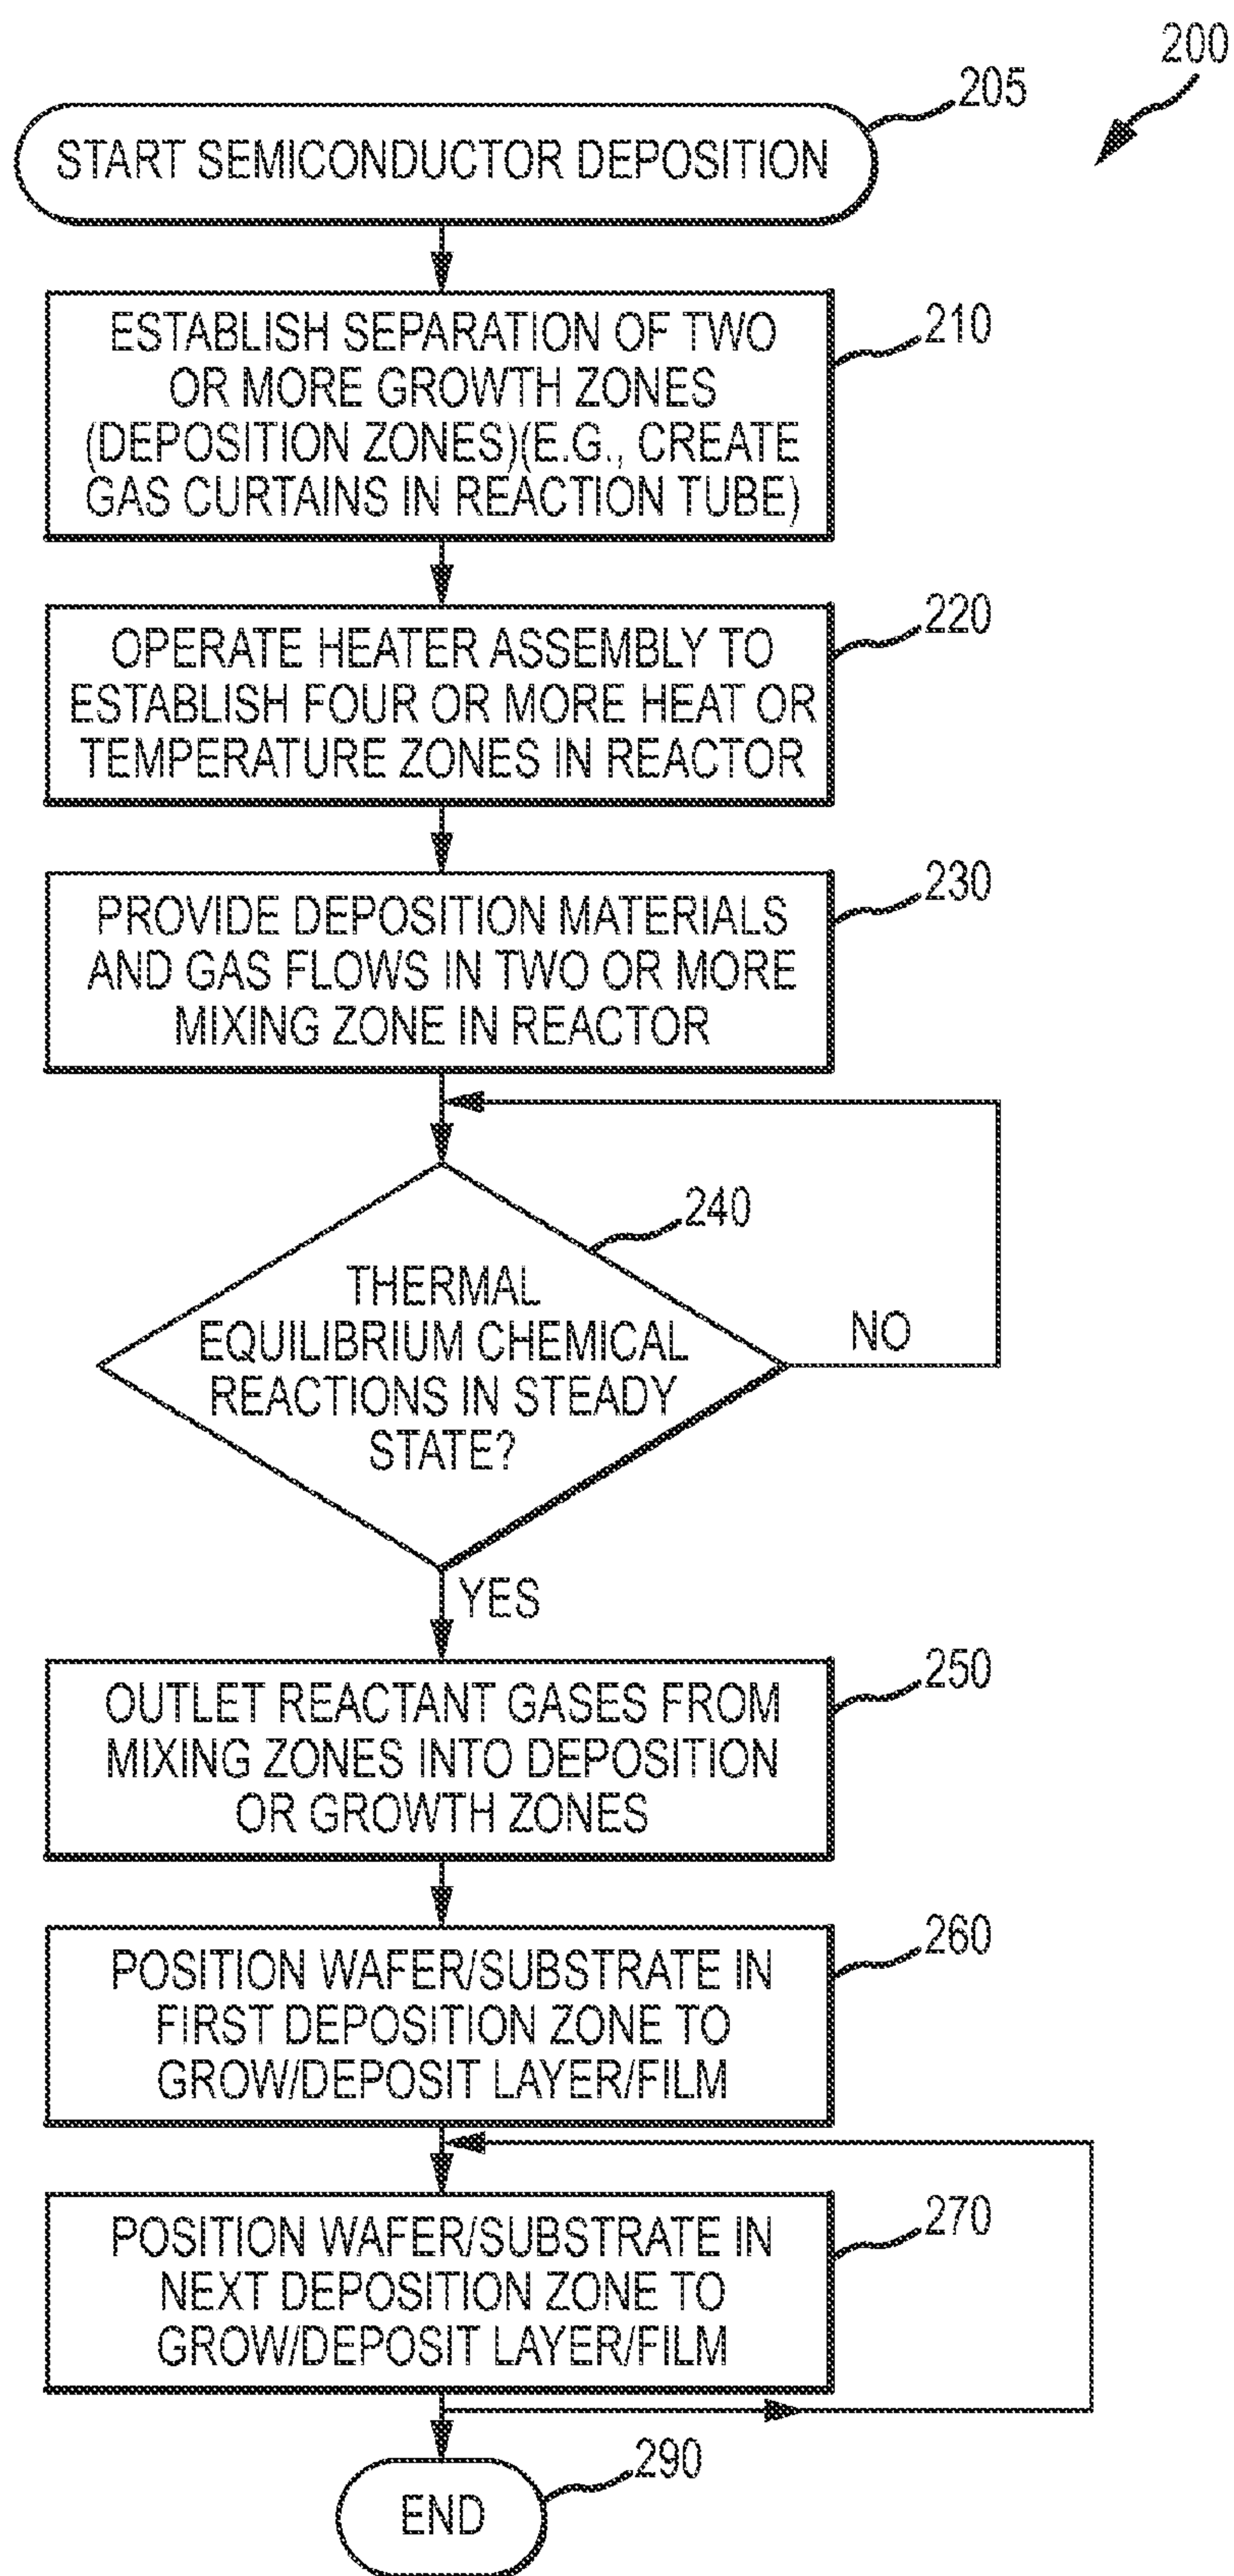 200
205
START SEMICONDUCTOR DEPOSITION
210
ESTABLISH SEPARATION OF TWO
OR MORE GROWTH ZONES
(DEPOSITION ZONES)(E.G., CREATE
GAS CURTAINS IN REACTION TUBE)
220
OPERATE HEATER ASSEMBLY TO
ESTABLISH FOUR OR MORE HEAT OR
TEMPERATURE ZONES IN REACTOR
230
PROVIDE DEPOSITION MATERIALS
AND GAS FLOWS IN TWO OR MORE
MIXING ZONE IN REACTOR
240
THERMAL
EQUILIBRIUM CHEMICAL
REACTIONS IN STEADY
STATE?
NO
YES
250
OUTLET REACTANT GASES FROM
MIXING ZONES INTO DEPOSITION
OR GROWTH ZONES
260
POSITION WAFER/SUBSTRATE IN
FIRST DEPOSITION ZONE TO
GROW/DEPOSIT LAYER/FILM
270
POSITION WAFER/SUBSTRATE IN
NEXT DEPOSITION ZONE TO
GROW/DEPOSIT LAYER/FILM
290
END